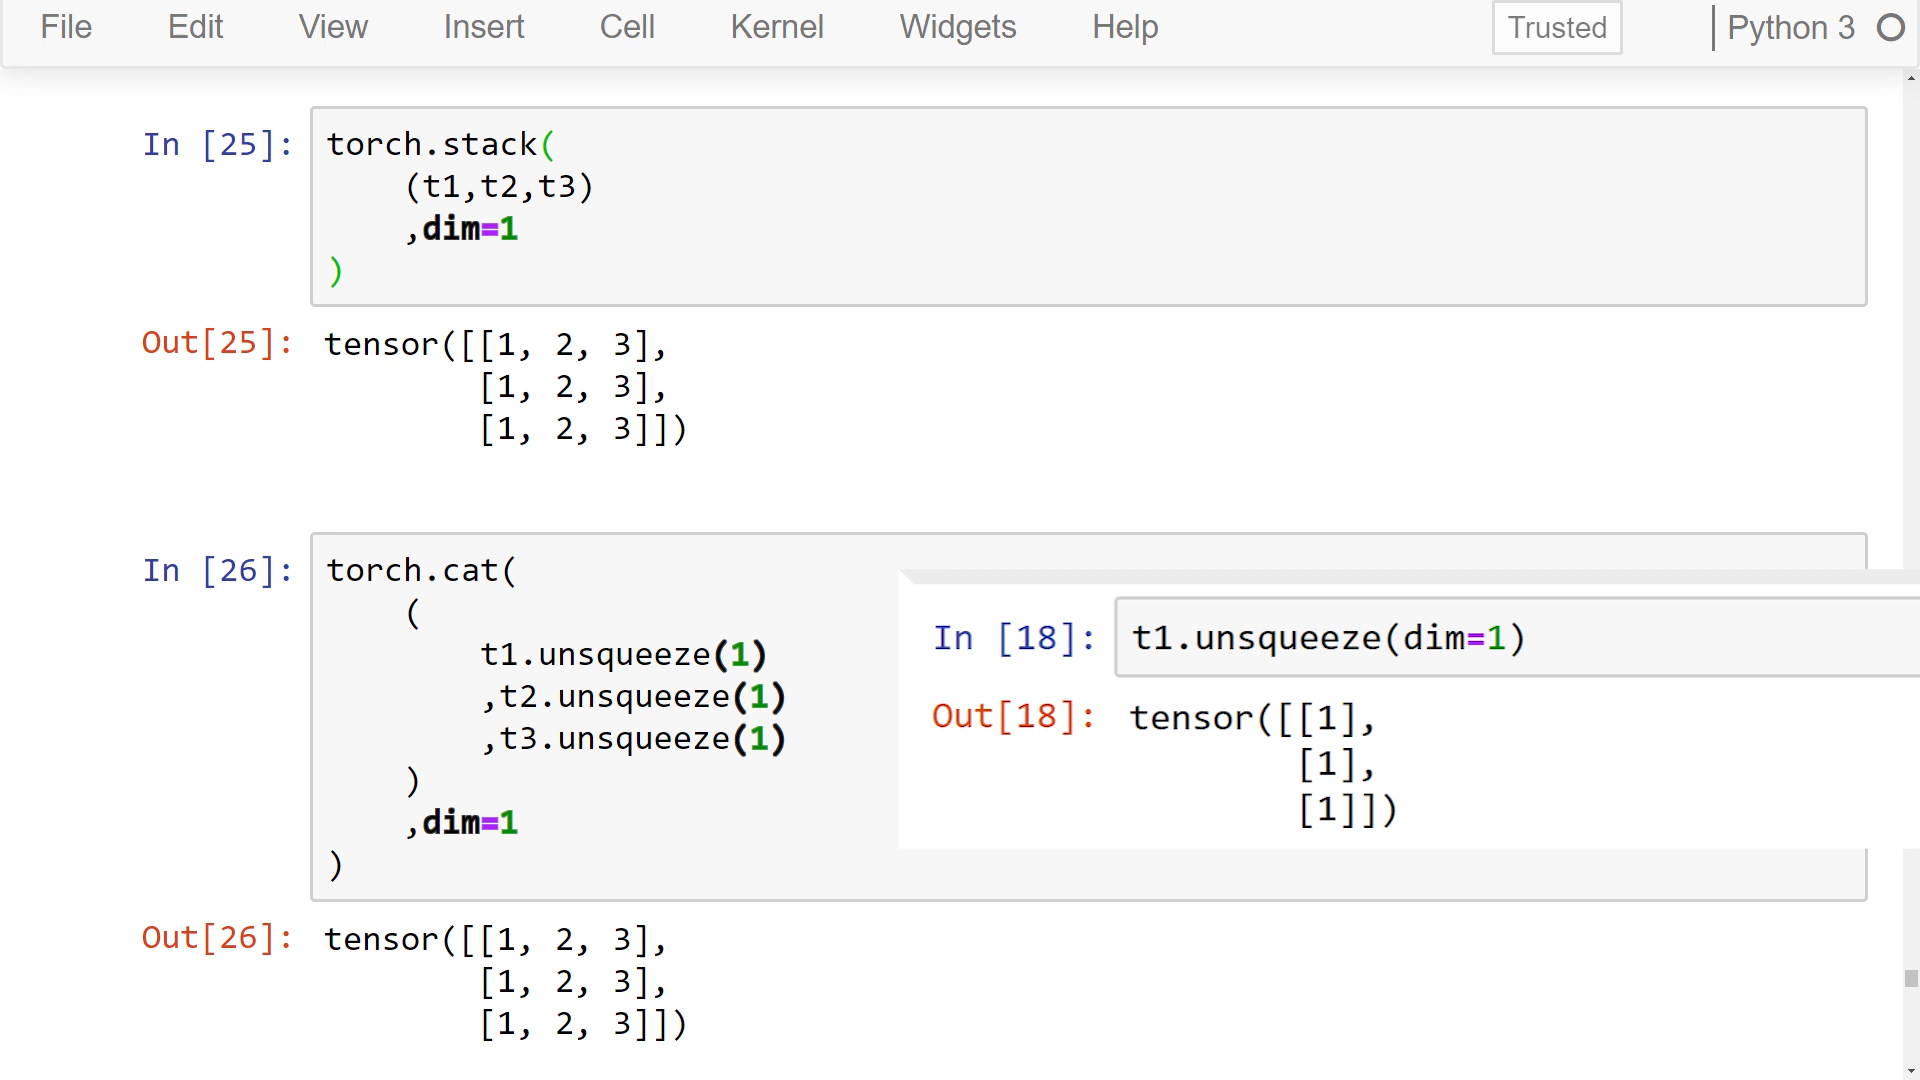 File Edit View Insert Cell Kernel Widgets Help Trusted Python 3
In [25]: torch.stack(
(t1,t2,t3)
,dim=1
)
Out[25]: tensor([[1, 2, 3],
[1, 2, 3],
[1, 2, 3]])
In [26]: torch.cat(
(
t1.unsqueeze(1)
,t2.unsqueeze(1)
,t3.unsqueeze(1)
)
,dim=1
)
In [18]: t1.unsqueeze(dim=1)
Out[18]: tensor([[1],
[1],
[1]])
Out[26]: tensor([[1, 2, 3],
[1, 2, 3],
[1, 2, 3]])